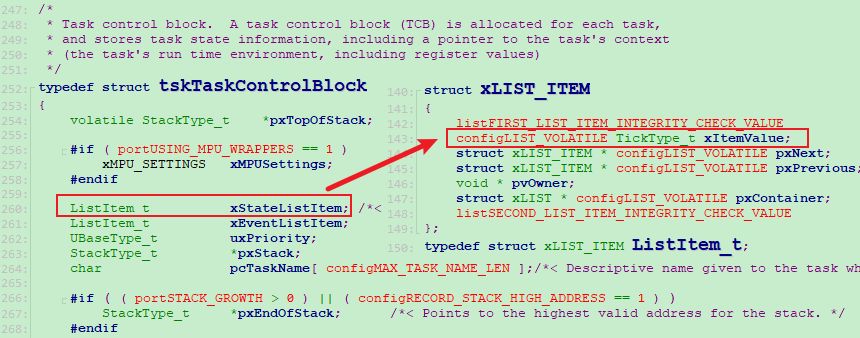 247: /*
248: * Task control block.  A task control block (TCB) is allocated for each task,
249: * and stores task state information, including a pointer to the task's context
250: * (the task's run time environment, including register values)
251: */
252: typedef struct tskTaskControlBlock
253: {
254: volatile StackType_t    *pxTopOfStack;
255:
256: #if ( portUSING_MPU_WRAPPERS == 1 )
257: xMPU_SETTINGS   xMPUSettings;
258: #endif
259:
260: ListItem_t          xStateListItem; /*<
261: ListItem_t          xEventListItem;
262: UBaseType_t         uxPriority;
263: StackType_t         *pxStack;
264: char                pcTaskName[ configMAX_TASK_NAME_LEN ];/*< Descriptive name given to the task wh
265:
266: #if ( ( portSTACK_GROWTH > 0 ) || ( configRECORD_STACK_HIGH_ADDRESS == 1 ) )
267: StackType_t     *pxEndOfStack;      /*< Points to the highest valid address for the stack. */
268: #endif
140: struct xLIST_ITEM
141: {
142: listFIRST_LIST_ITEM_INTEGRITY_CHECK_VALUE
143: configLIST_VOLATILE TickType_t xItemValue;
144: struct xLIST_ITEM * configLIST_VOLATILE pxNext;
145: struct xLIST_ITEM * configLIST_VOLATILE pxPrevious;
146: void * pvOwner;
147: struct xLIST * configLIST_VOLATILE pxContainer;
148: listSECOND_LIST_ITEM_INTEGRITY_CHECK_VALUE
149: };
150: typedef struct xLIST_ITEM ListItem_t;